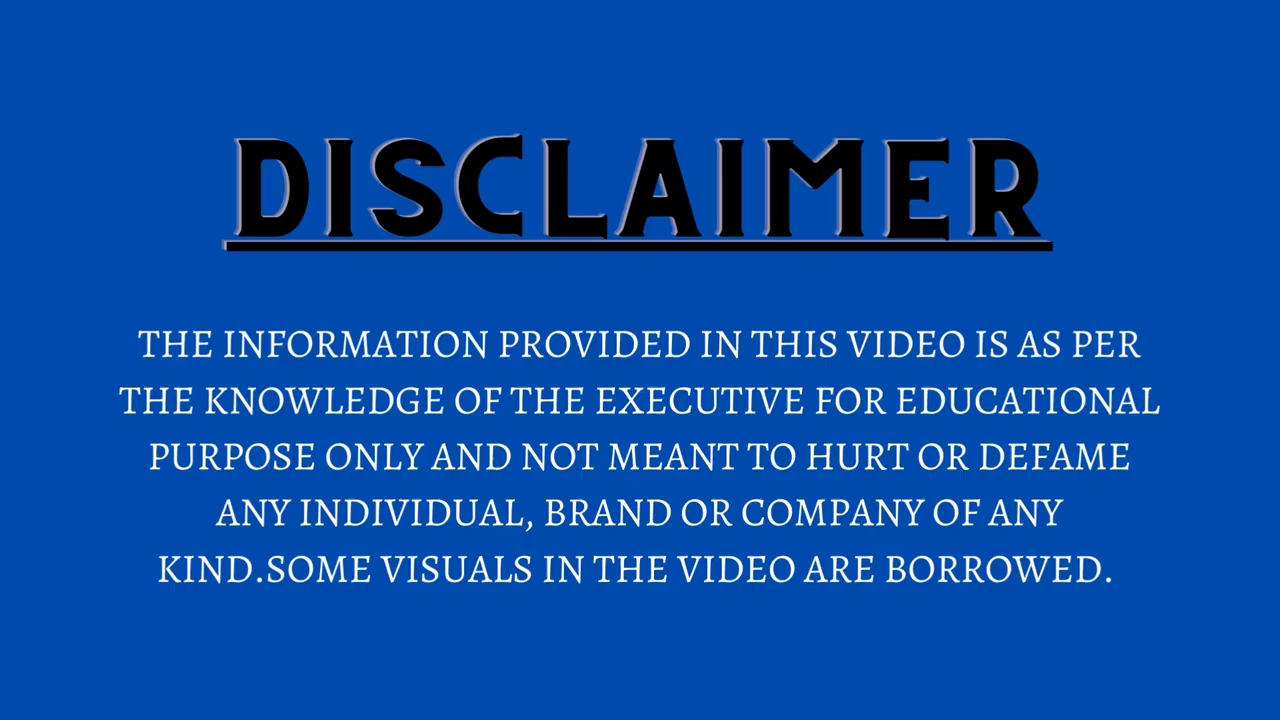 DISCLAIMER
THE INFORMATION PROVIDED IN THIS VIDEO IS AS PER
THE KNOWLEDGE OF THE EXECUTIVE FOR EDUCATIONAL
PURPOSE ONLY AND NOT MEANT TO HURT OR DEFAME
ANY INDIVIDUAL, BRAND OR COMPANY OF ANY
KIND.SOME VISUALS IN THE VIDEO ARE BORROWED.